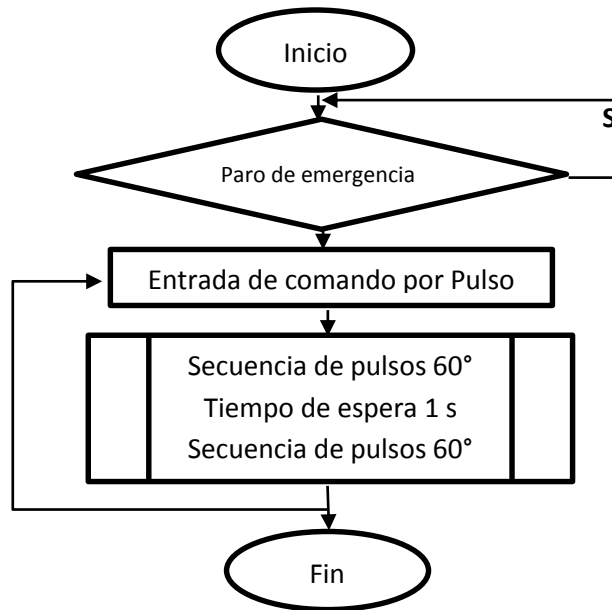 Inicio
S
Paro de emergencia
Entrada de comando por Pulso
Secuencia de pulsos 60°
Tiempo de espera 1 s
Secuencia de pulsos 60°
Fin